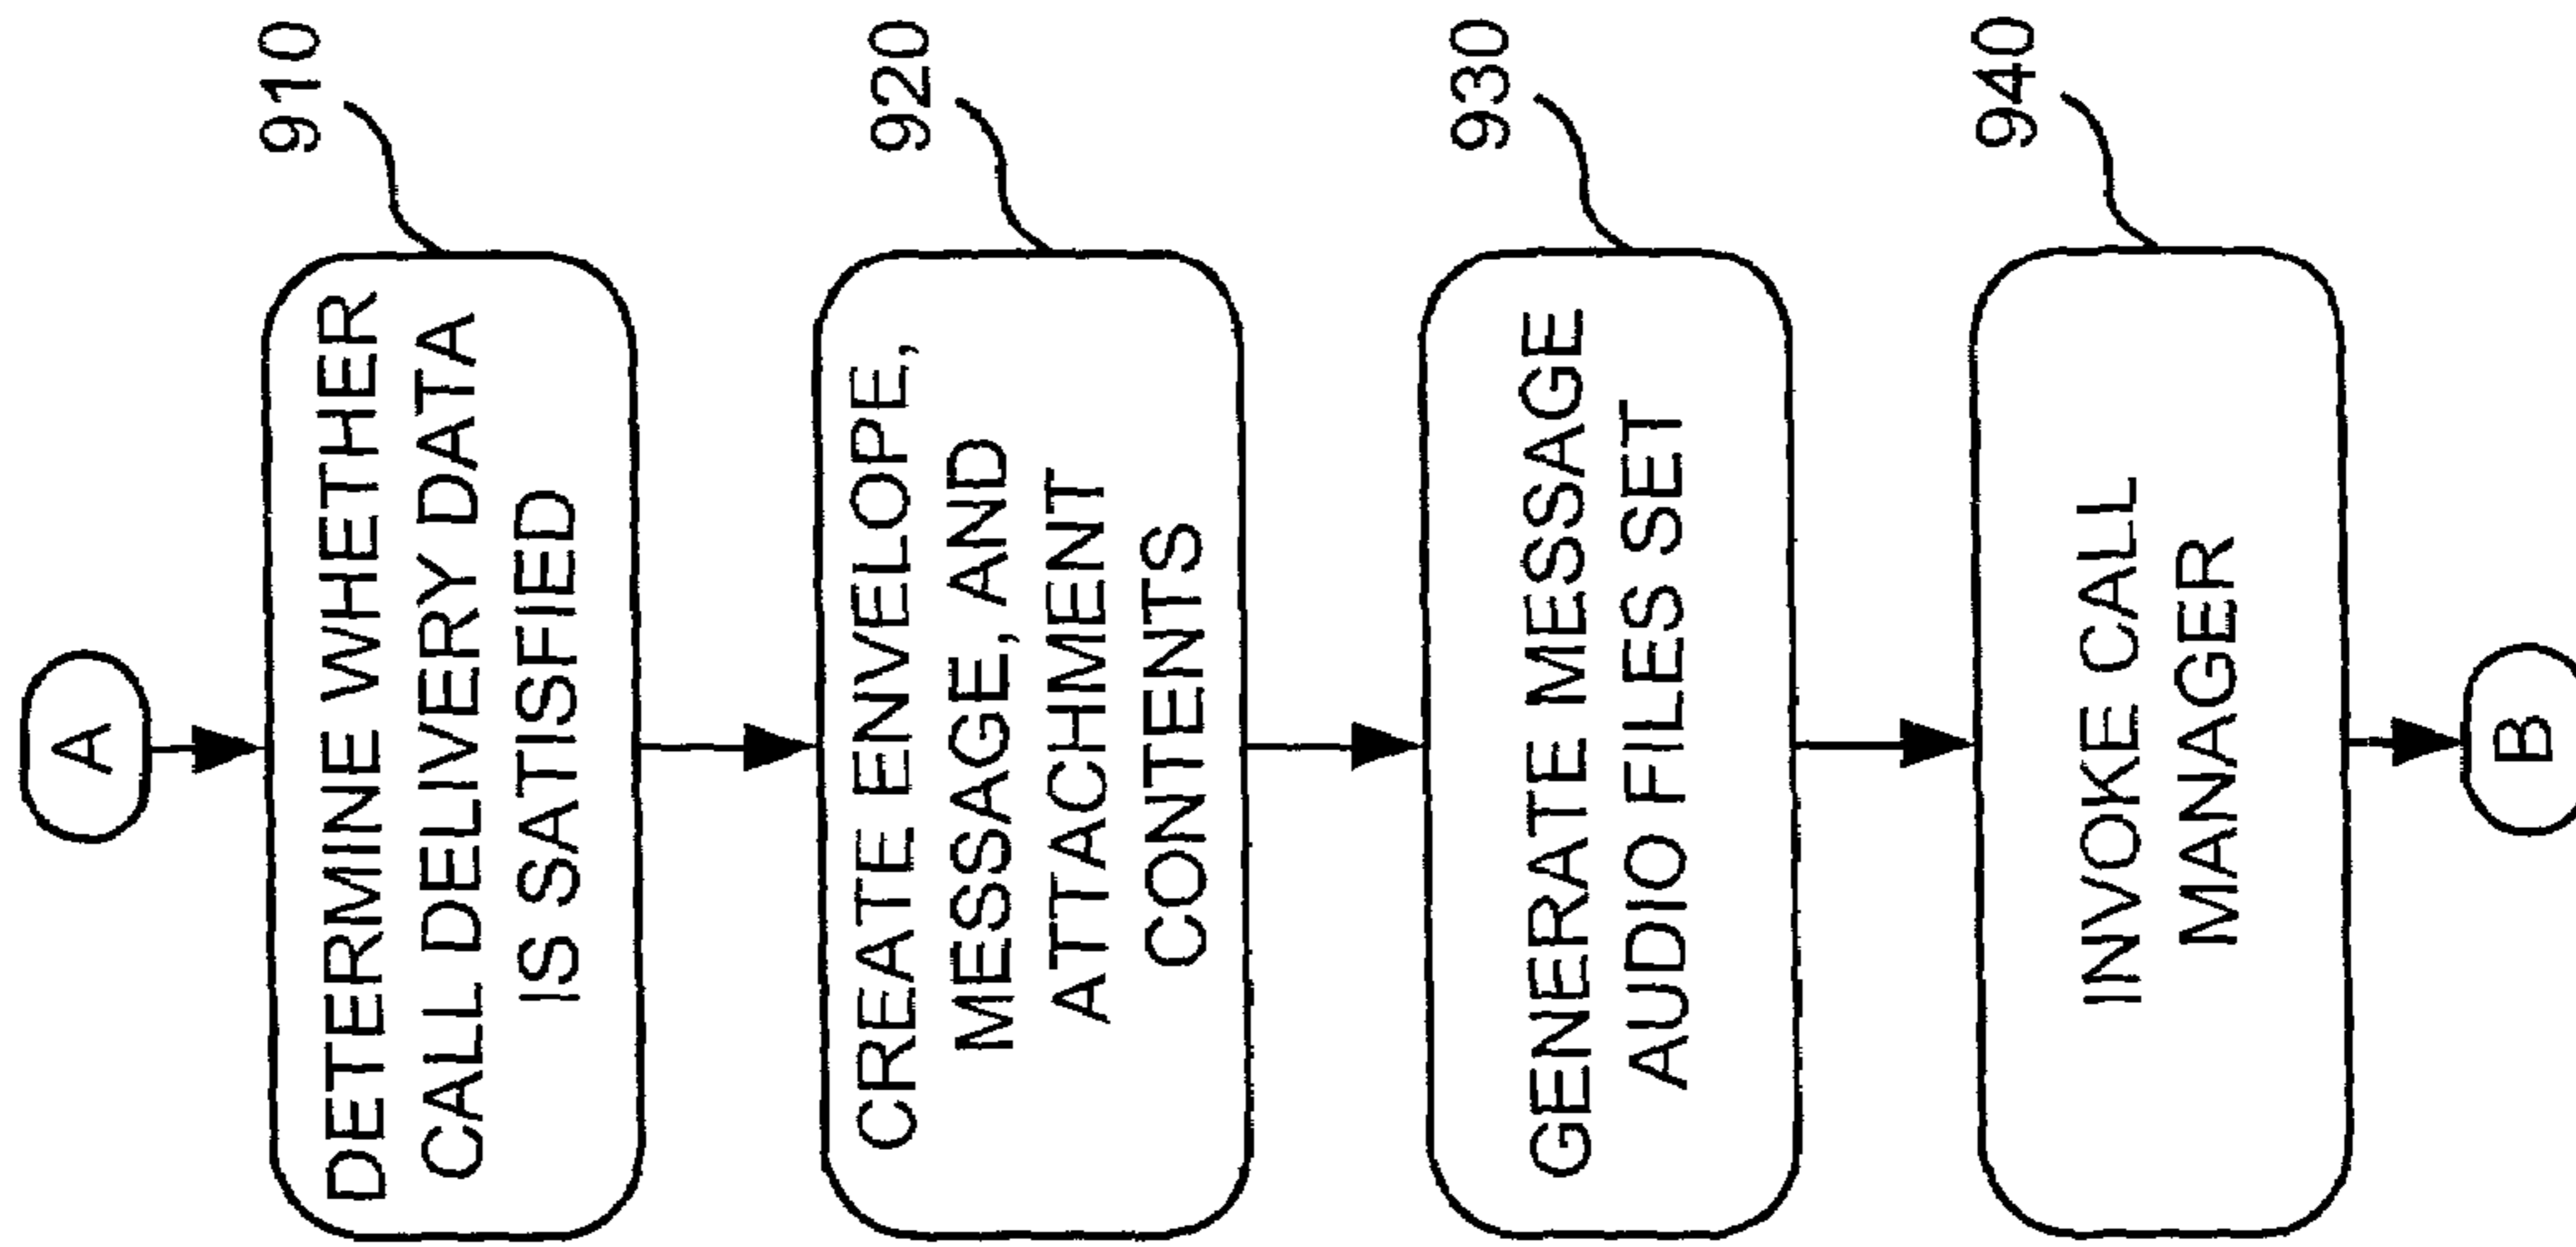 A
DETERMINE WHETHER
CALL DELIVERY DATA
IS SATISFIED
910
CREATE ENVELOPE,
MESSAGE, AND
ATTACHMENT
CONTENTS
920
GENERATE MESSAGE
AUDIO FILES SET
930
INVOKE CALL
MANAGER
940
B